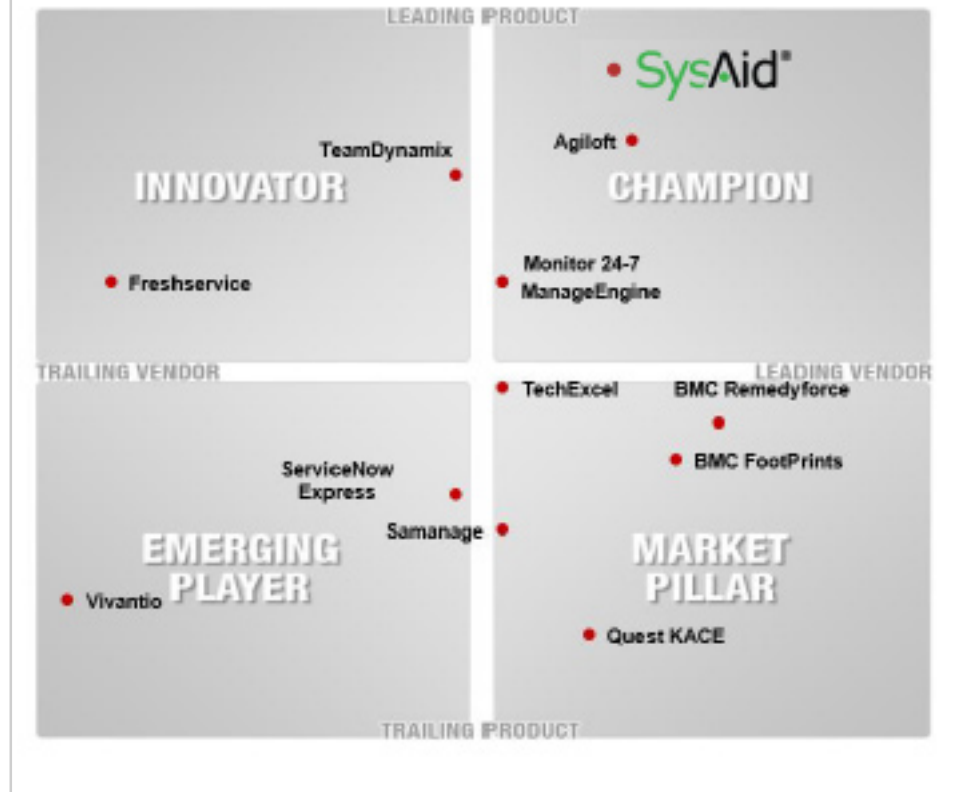 LEADING PRODUCT
SysAid
Agiloft
TeamDynamix
INNOVATOR
CHAMPION
Monitor 24-7
ManageEngine
Freshservice
TRAILING VENDOR
LEADING VENDOR
TechExcel
BMC Remedyforce
BMC FootPrints
ServiceNow
Express
Samanage
EMERGING
PLAYER
MARKET
PILLAR
Vivantio
Quest KACE
TRAILING PRODUCT